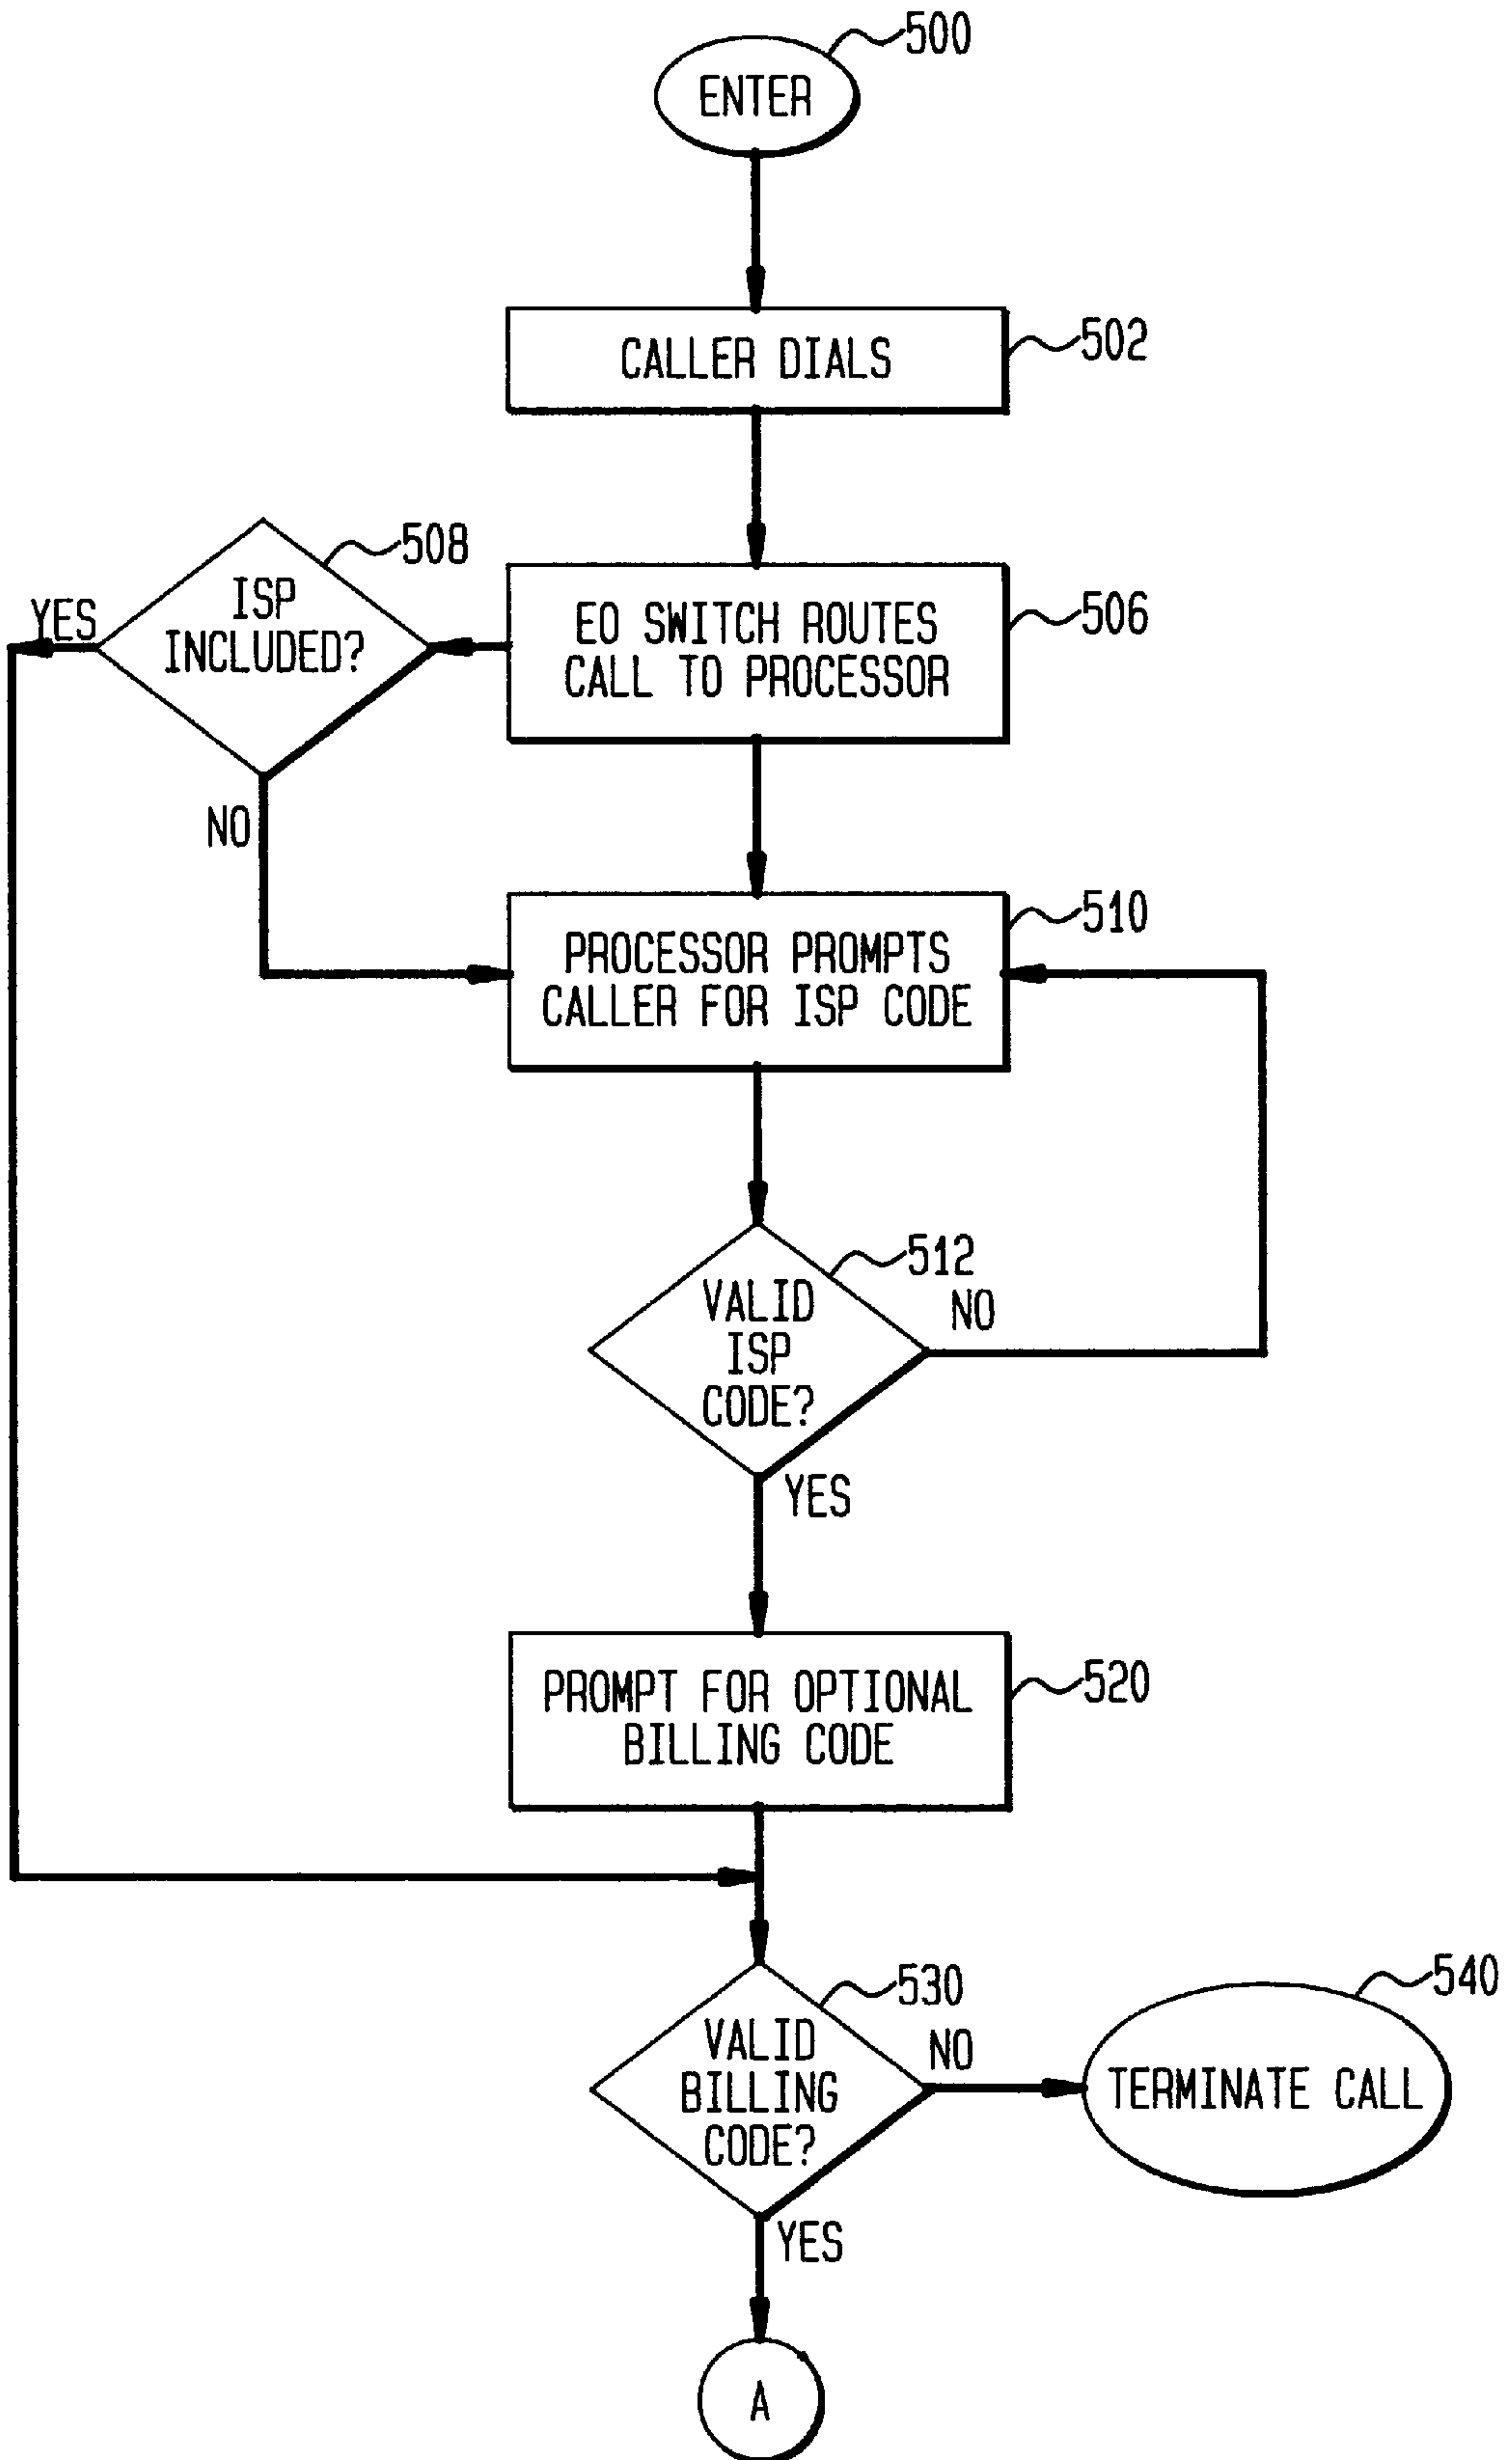 500
ENTER
CALLER DIALS
502
508
ISP
INCLUDED?
YES
NO
EO SWITCH ROUTES
CALL TO PROCESSOR
506
PROCESSOR PROMPTS
CALLER FOR ISP CODE
510
512
VALID
ISP
CODE?
NO
YES
PROMPT FOR OPTIONAL
BILLING CODE
520
530
VALID
BILLING
CODE?
NO
YES
540
TERMINATE CALL
A